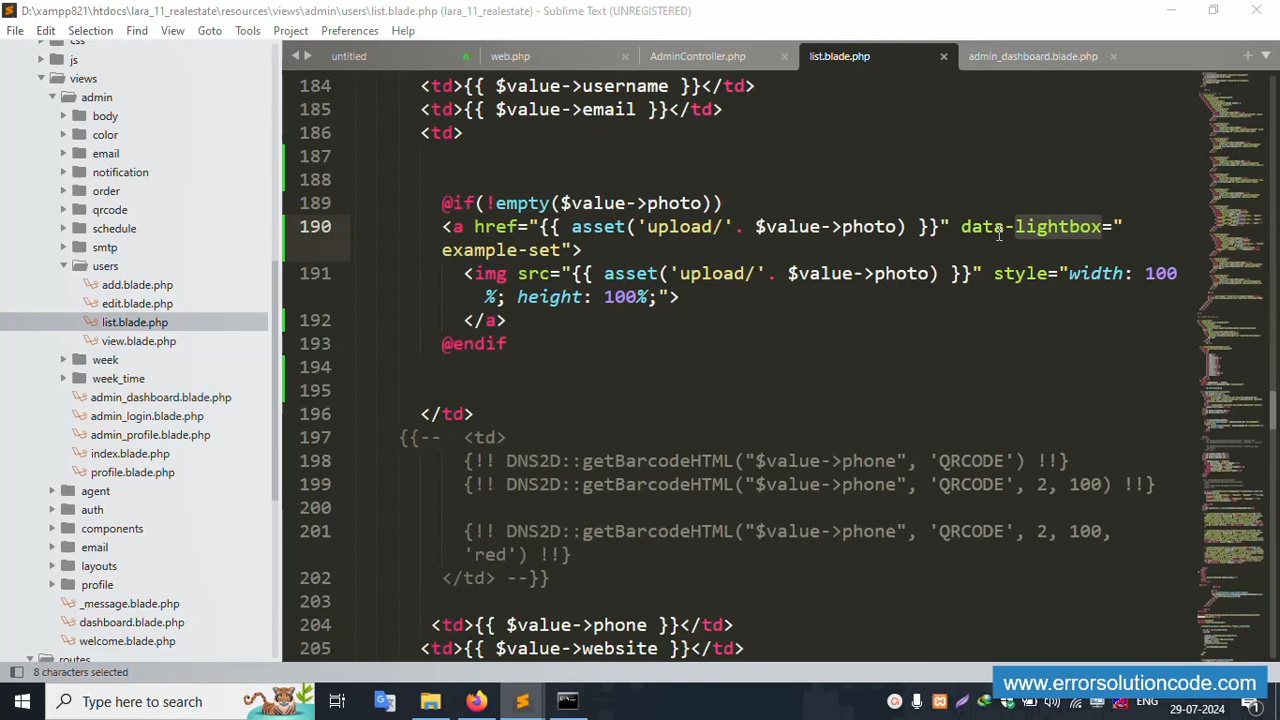 D:\xampp821\htdocs\lara_11_realestate\resources\views\admin\users\list.blade.php (lara_11_realestate) - Sublime Text (UNREGISTERED)
File Edit Selection Find View Goto Tools Project Preferences Help
untitled web.php AdminController.php list.blade.php admin_dashboard.blade.php
css
js
views
admin
body
color
email
notification
order
qrcode
schedule
smtp
users
add.blade.php
edit.blade.php
list.blade.php
view.blade.php
week
week_time
admin_dashboard.blade.php
admin_login.blade.php
admin_profile.blade.php
index.blade.php
profile.blade.php
agent
auth
components
email
layouts
profile
_message.blade.php
dashboard.blade.php
welcome.blade.php
routes
184 <td>{{ $value->username }}</td>
185 <td>{{ $value->email }}</td>
186 <td>
187
188
189 @if(!empty($value->photo))
190 <a href="{{ asset('upload/'. $value->photo) }}" data-lightbox="
example-set">
191 <img src="{{ asset('upload/'. $value->photo) }}" style="width: 100
%; height: 100%;">
192 </a>
193 @endif
194
195
196 </td>
197 {{-- <td>
198 {!! DNS2D::getBarcodeHTML("$value->phone", 'QRCODE') !!}
199 {!! DNS2D::getBarcodeHTML("$value->phone", 'QRCODE', 2, 100) !!}
200
201 {!! DNS2D::getBarcodeHTML("$value->phone", 'QRCODE', 2, 100,
'red') !!}
202 </td> --}}
203
204 <td>{{ $value->phone }}</td>
205 <td>{{ $value->website }}</td>
8 characters selected
www.errorsolutioncode.com
Type here to search
ENG
29-07-2024